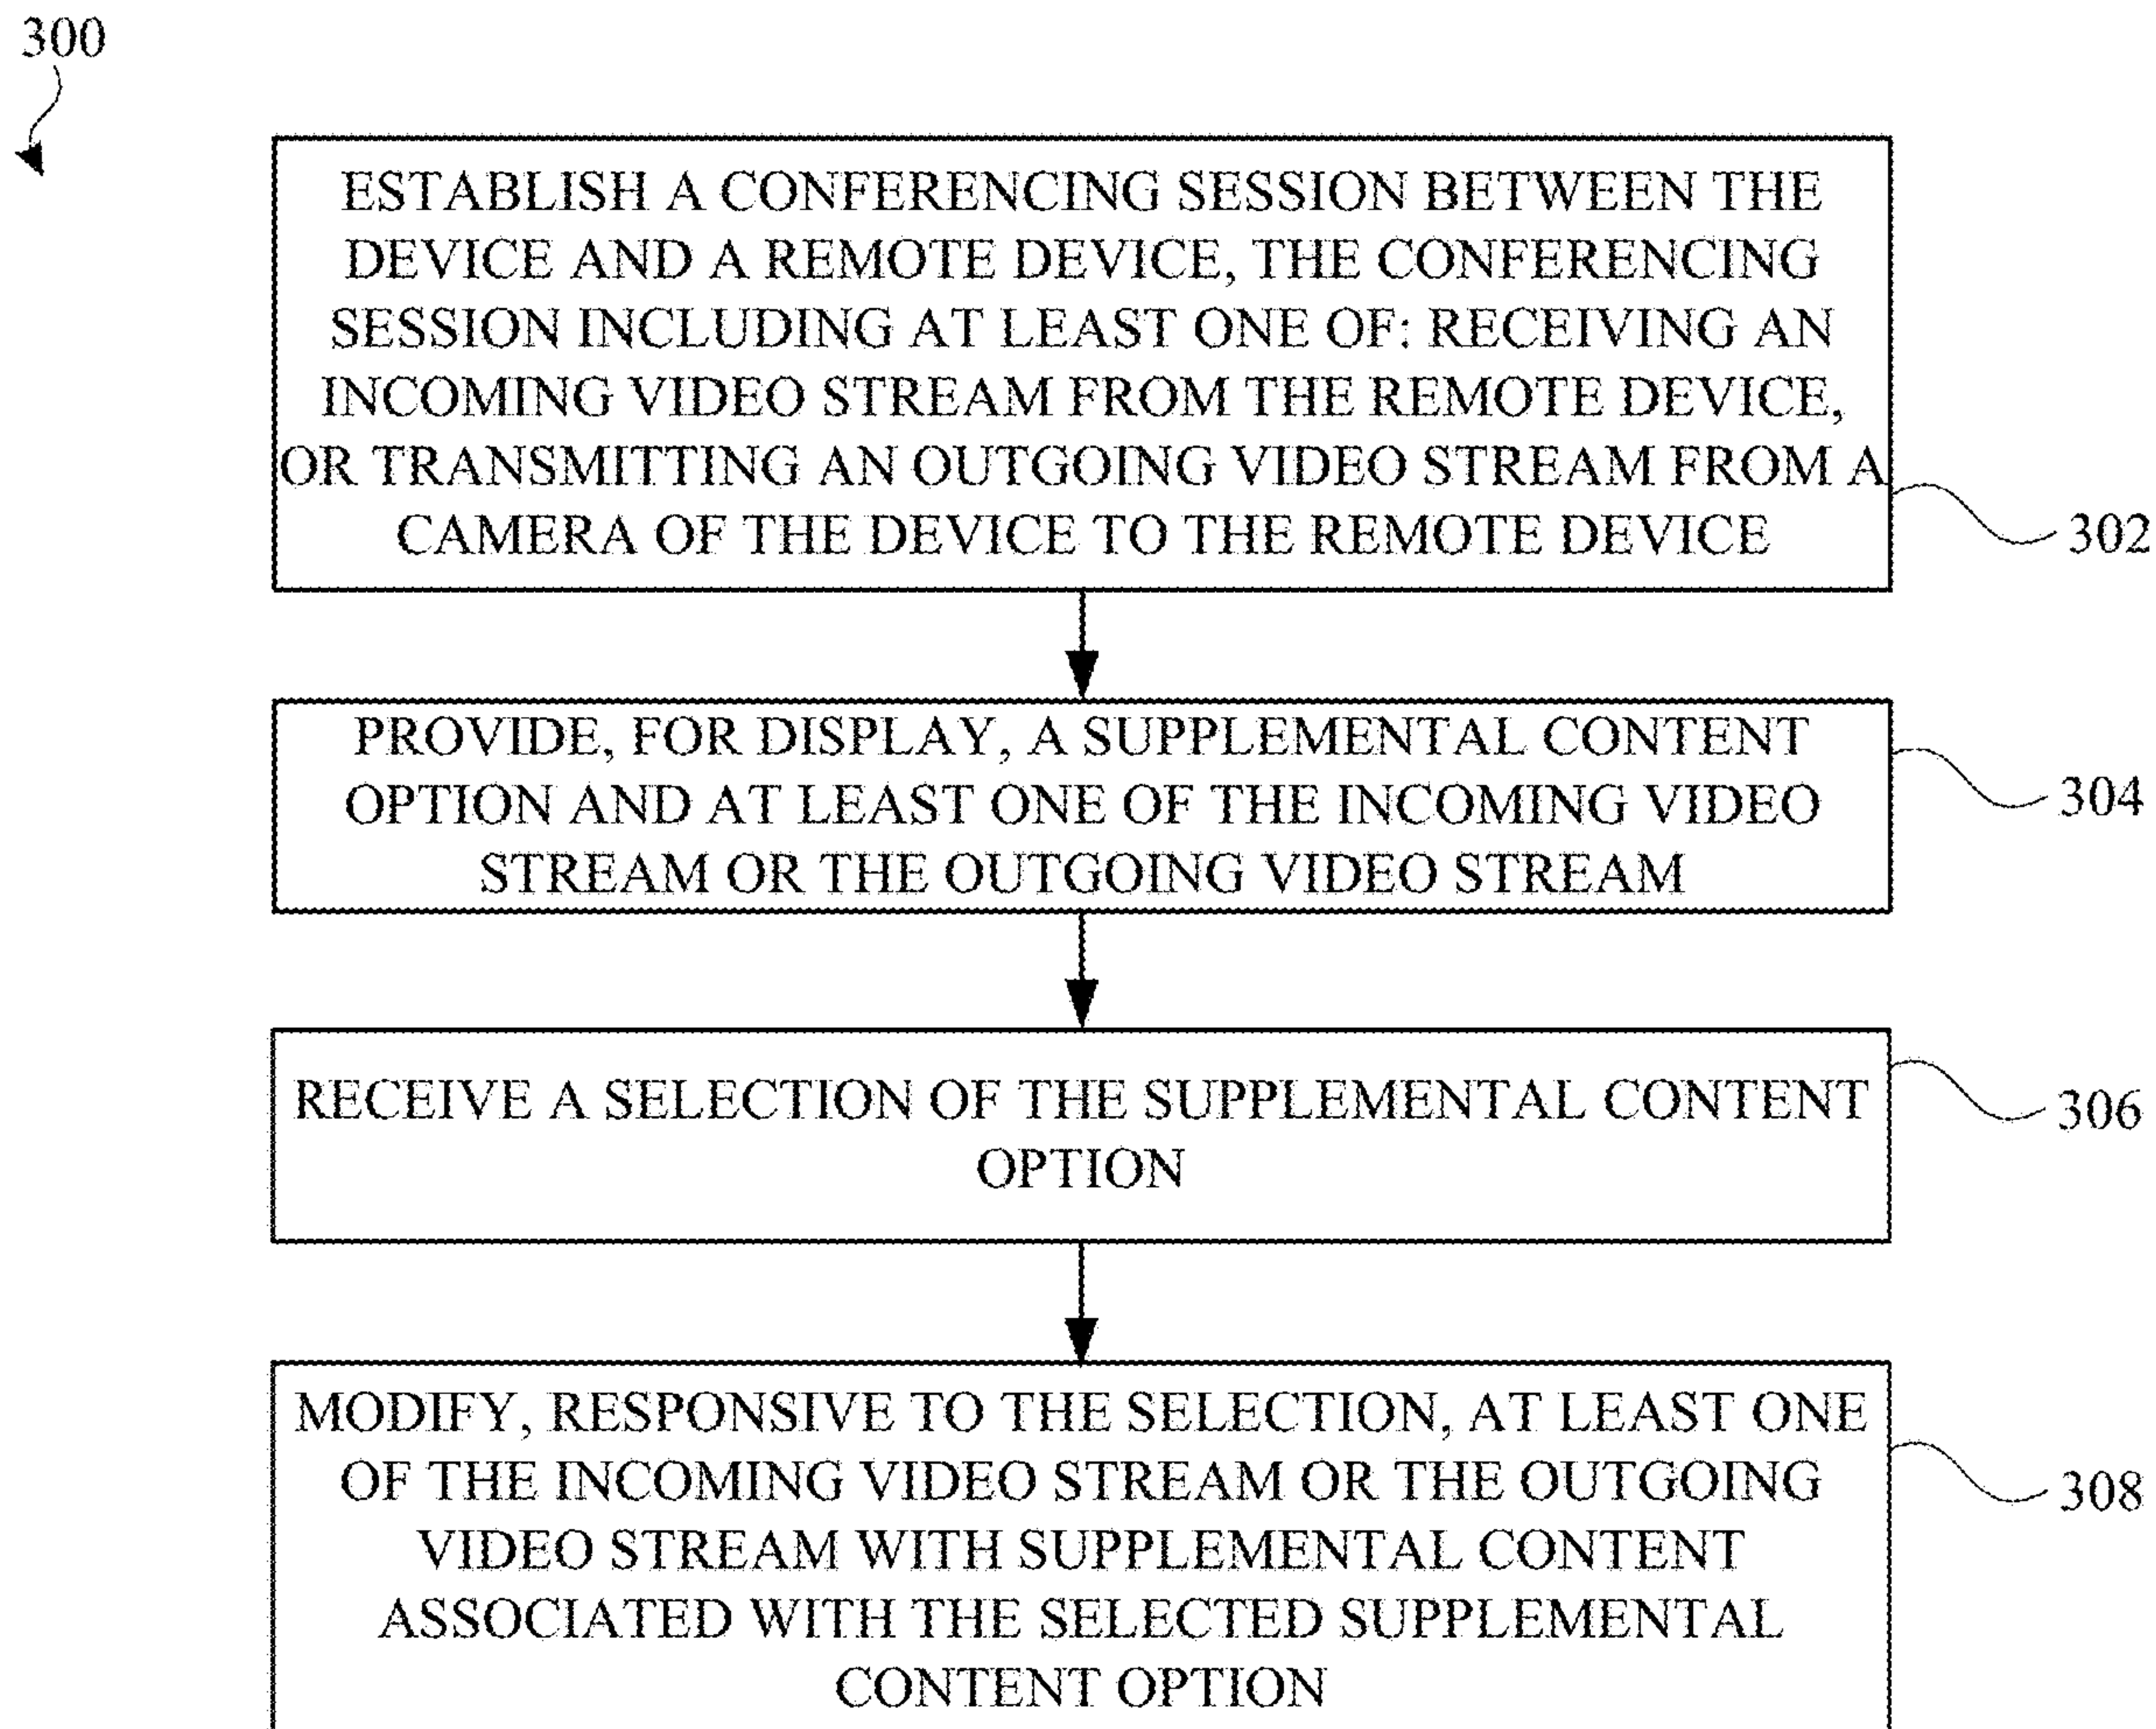 300
ESTABLISH A CONFERENCING SESSION BETWEEN THE
DEVICE AND A REMOTE DEVICE, THE CONFERENCING
SESSION INCLUDING AT LEAST ONE OF: RECEIVING AN
INCOMING VIDEO STREAM FROM THE REMOTE DEVICE,
OR TRANSMITTING AN OUTGOING VIDEO STREAM FROM A
CAMERA OF THE DEVICE TO THE REMOTE DEVICE
302
PROVIDE, FOR DISPLAY, A SUPPLEMENTAL CONTENT
OPTION AND AT LEAST ONE OF THE INCOMING VIDEO
STREAM OR THE OUTGOING VIDEO STREAM
304
RECEIVE A SELECTION OF THE SUPPLEMENTAL CONTENT
OPTION
306
MODIFY, RESPONSIVE TO THE SELECTION, AT LEAST ONE
OF THE INCOMING VIDEO STREAM OR THE OUTGOING
VIDEO STREAM WITH SUPPLEMENTAL CONTENT
ASSOCIATED WITH THE SELECTED SUPPLEMENTAL
CONTENT OPTION
308